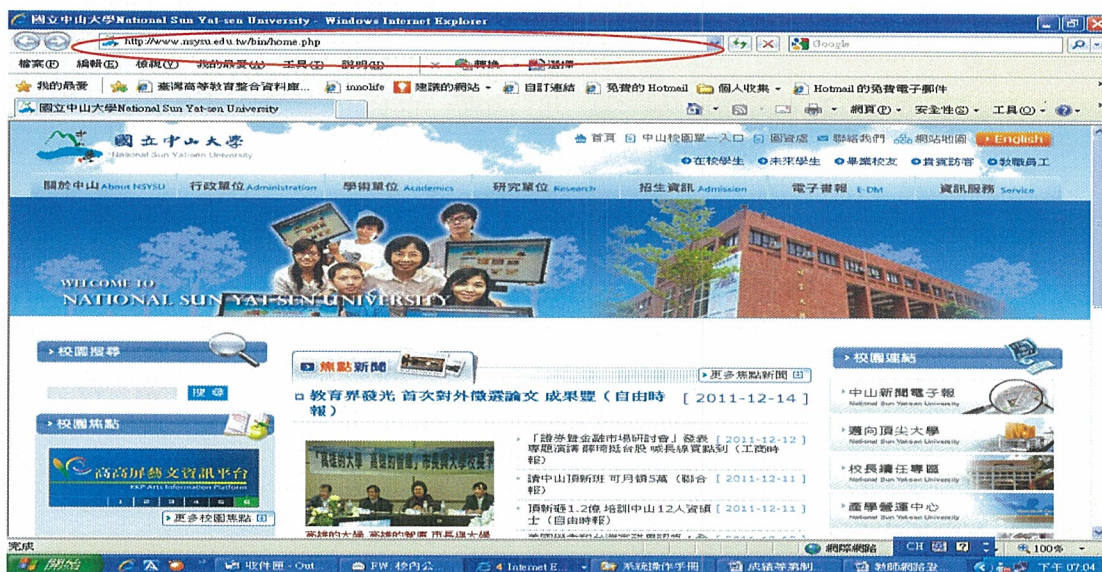 國立中山大學National Sun Yat-sen University - Windows Internet Explorer
http://www.nsysu.edu.tw/bin/home.php
Google
檔案(F) 編輯(E) 檢視(V) 我的最愛(A) 工具(T) 說明(H) × 轉換 選擇
我的最愛 臺灣高等教育整合資料庫... innolife 建議的網站 自訂連結 免費的 Hotmail 個人收集 Hotmail 的免費電子郵件
國立中山大學National Sun Yat-sen University
網頁(P) 安全性(S) 工具(O)
國立中山大學
National Sun Yat-sen University
首頁 中山校園單一入口 圖資處 聯絡我們 網站地圖 English
在校學生 未來學生 畢業校友 貴賓訪客 教職員工
關於中山 About NSYSU 行政單位 Administration 學術單位 Academics 研究單位 Research 招生資訊 Admission 電子書報 E-DM 資訊服務 Service
WELCOME TO
NATIONAL SUN YAT-SEN UNIVERSITY
校園搜尋
搜尋
校園焦點
高高屏藝文資訊平台
KKP Arts Information Platform
1 2 3 4 5 6
更多校園焦點
焦點新聞
更多焦點新聞
教育界發光 首次對外徵選論文 成果豐（自由時報） [ 2011-12-14 ]
「證券暨金融市場研討會」發表 [ 2011-12-12 ]
專題演講 薛琦挺台股 喊長線買點到（工商時報）
讀中山頂新班 可月領5萬（聯合報） [ 2011-12-11 ]
頂新砸1.2億 培訓中山12人資碩士（自由時報） [ 2011-12-11 ]
校園連結
中山新聞電子報
National Sun Yat-sen University
邁向頂尖大學
National Sun Yat-sen University
校長續任專區
National Sun Yat-sen University
產學營運中心
National Sun Yat-sen University
完成
網際網路
CH
100%
開始
收件匣 - Out...
FW: 校內公...
4 Internet E...
系統操作手冊
成績等第制...
教師網路登...
下午 07:04